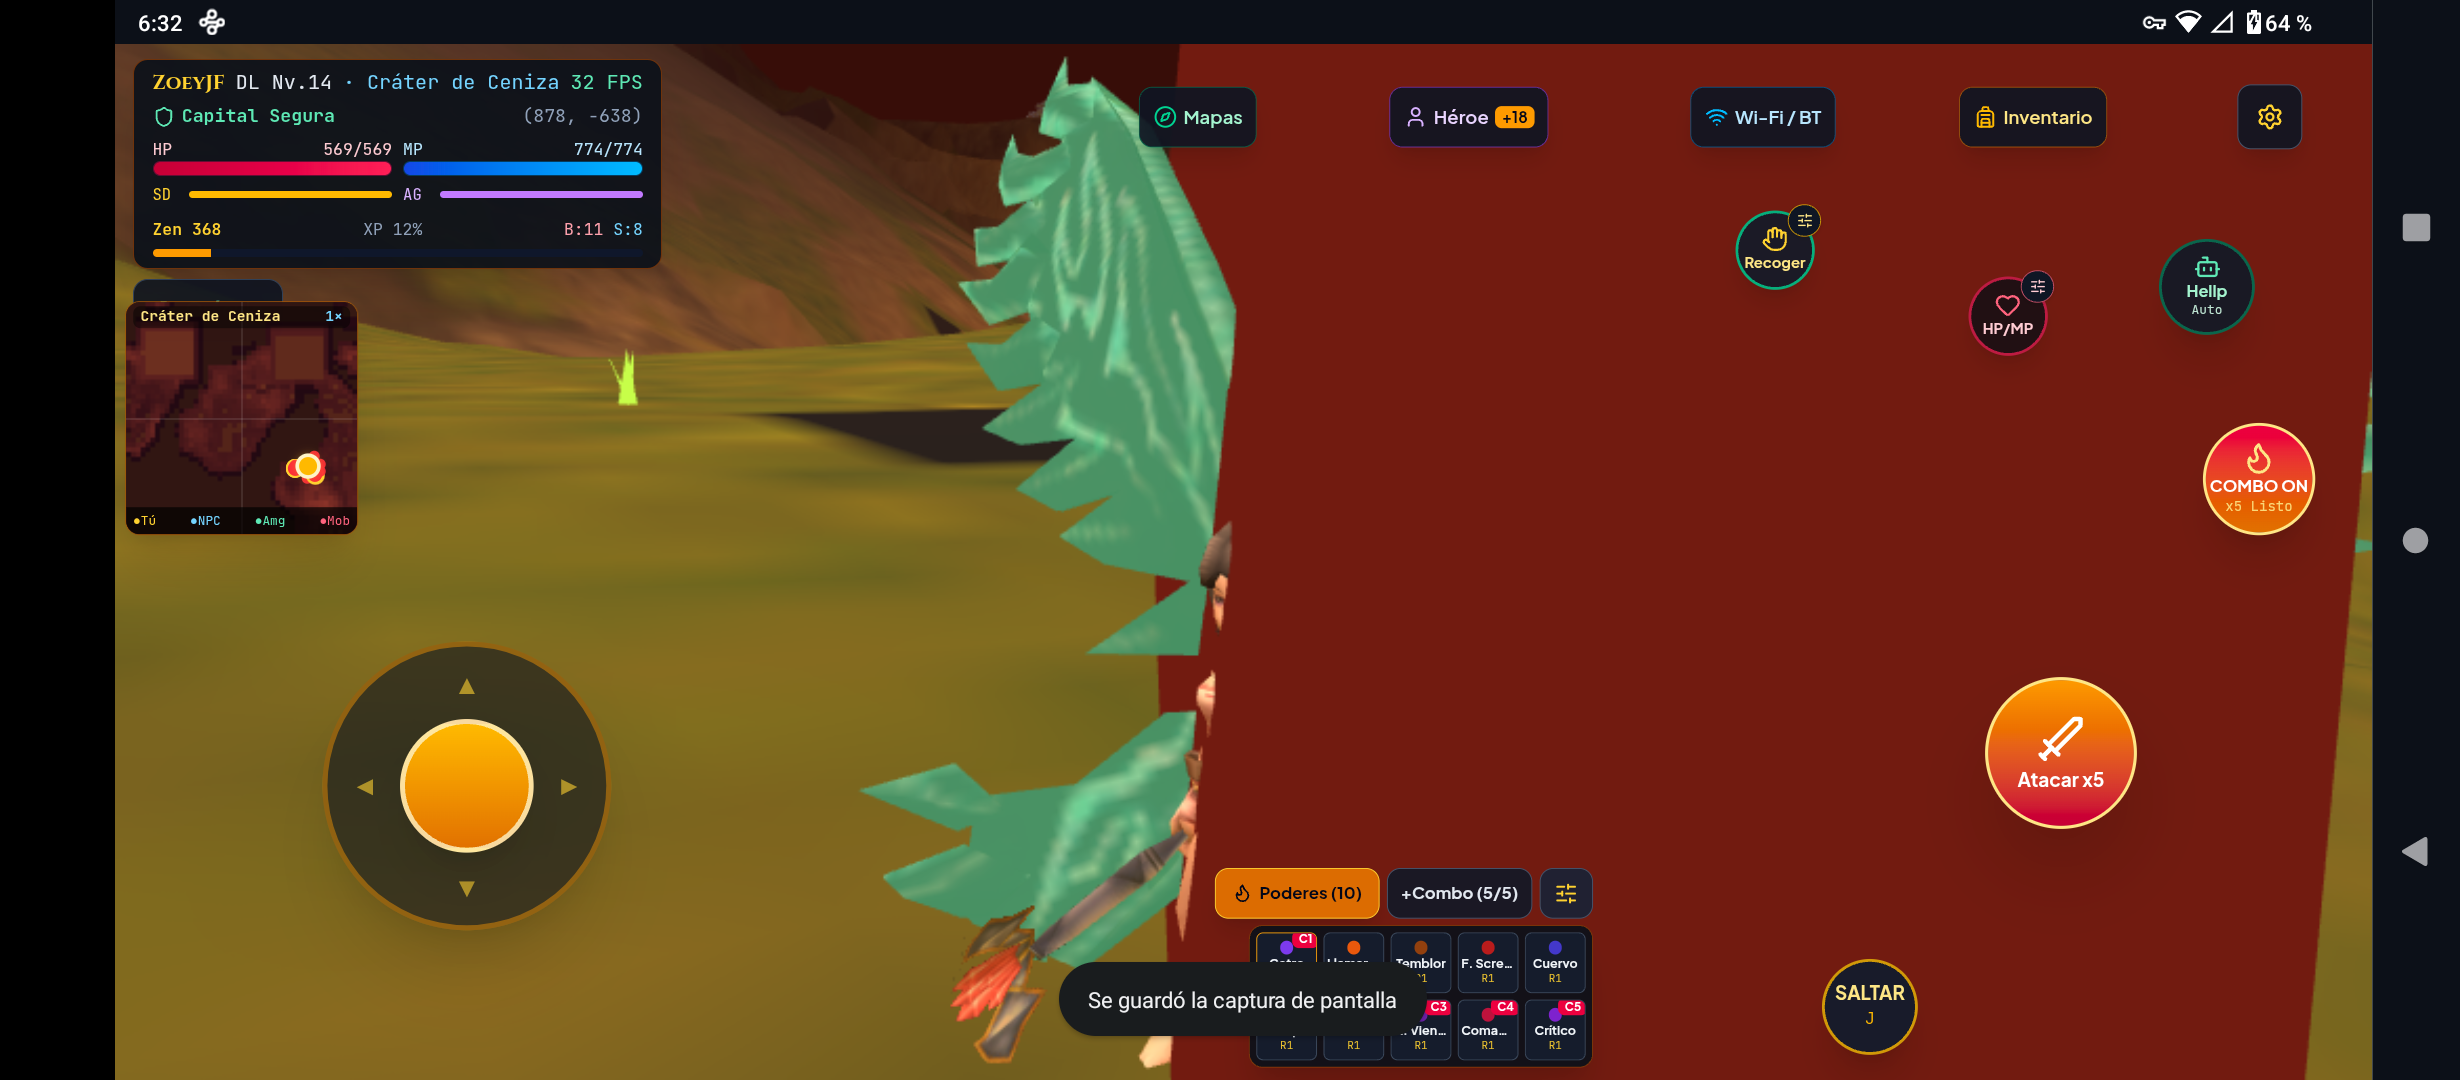 6:32
64 %
ZoeyJF DL Nv.14 · Cráter de Ceniza 32 FPS
Capital Segura (878, -638)
HP 569/569 MP 774/774
SD AG
Zen 368 XP 12% B:11 S:8
Mapas
Héroe +18
Wi-Fi / BT
Inventario
Recoger
HP/MP
Hellp
Auto
Cráter de Ceniza 1×
•Tú •NPC •Amg •Mob
COMBO ON
x5 Listo
Atacar x5
Poderes (10)
+Combo (5/5)
C1
Temblor F. Scre... Cuervo
R1 R1
Se guardó la captura de pantalla
C3 C4 C5
Coma... Crítico
R1 R1 R1 R1 R1
SALTAR
J